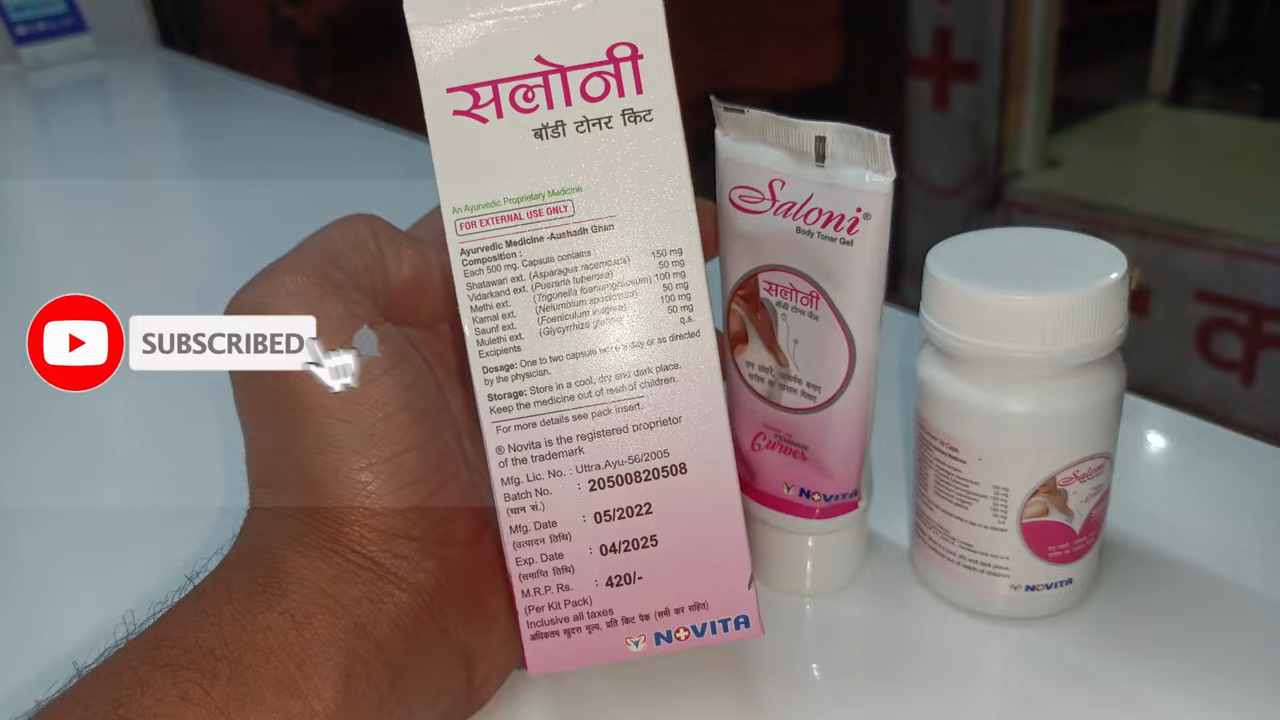 सलोनी
बॉडी टोनर किट
An Ayurvedic Proprietary Medicine
FOR EXTERNAL USE ONLY
Ayurvedic Medicine -Aushadh Ghan
Composition :
Each 500 mg. Capsule contains :
Shatawari ext. (Asparagus racemosus) 150 mg
Vidarkand ext. (Pueraria tuberosa) 50 mg
Methi ext. (Trigonella foenumgraecum) 100 mg
Kamal ext. (Nelumbium speciosum) 50 mg
Saunf ext. (Foeniculum vulgare) 100 mg
Mulethi ext. (Glycyrrhiza glabra) 50 mg
Excipients q.s.
Dosage: One to two capsule twice a day or as directed
by the physician.
Storage: Store in a cool, dry and dark place.
Keep the medicine out of reach of children.
For more details see pack insert.
® Novita is the registered proprietor
of the trademark
Mfg. Lic. No. : Uttra.Ayu-56/2005
Batch No. : 20500820508
(घान सं.)
Mfg. Date : 05/2022
(उत्पादन तिथि)
Exp. Date : 04/2025
(समाप्ति तिथि)
M.R.P. Rs. : 420/-
(Per Kit Pack)
Inclusive all taxes
अधिकतम खुदरा मूल्य, प्रति किट पैक (सभी कर सहित)
NOVITA
Saloni®
Body Toner Gel
सलोनी
बॉडी टोनर जैल
FEMININE
Curves
NOVITA
Saloni
NOVITA
SUBSCRIBED
क